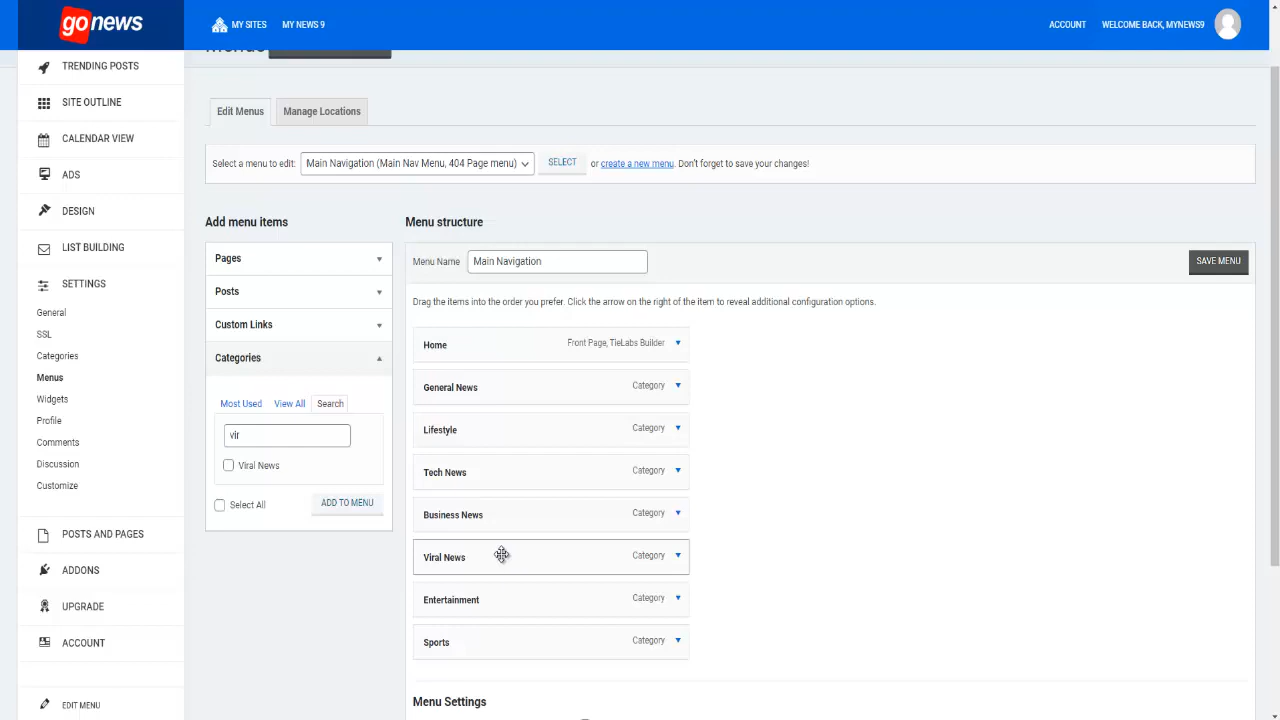 go news
MY SITES
MY NEWS 9
ACCOUNT
WELCOME BACK, MYNEWS9
Menus
TRENDING POSTS
SITE OUTLINE
CALENDAR VIEW
ADS
DESIGN
LIST BUILDING
SETTINGS
General
SSL
Categories
Menus
Widgets
Profile
Comments
Discussion
Customize
POSTS AND PAGES
ADDONS
UPGRADE
ACCOUNT
EDIT MENU
Edit Menus
Manage Locations
Select a menu to edit: Main Navigation (Main Nav Menu, 404 Page menu) SELECT or create a new menu. Don't forget to save your changes!
Add menu items
Pages
Posts
Custom Links
Categories
Most Used View All Search
vir
Viral News
Select All ADD TO MENU
Menu structure
Menu Name Main Navigation SAVE MENU
Drag the items into the order you prefer. Click the arrow on the right of the item to reveal additional configuration options.
Home Front Page, TieLabs Builder
General News Category
Lifestyle Category
Tech News Category
Business News Category
Viral News Category
Entertainment Category
Sports Category
Menu Settings